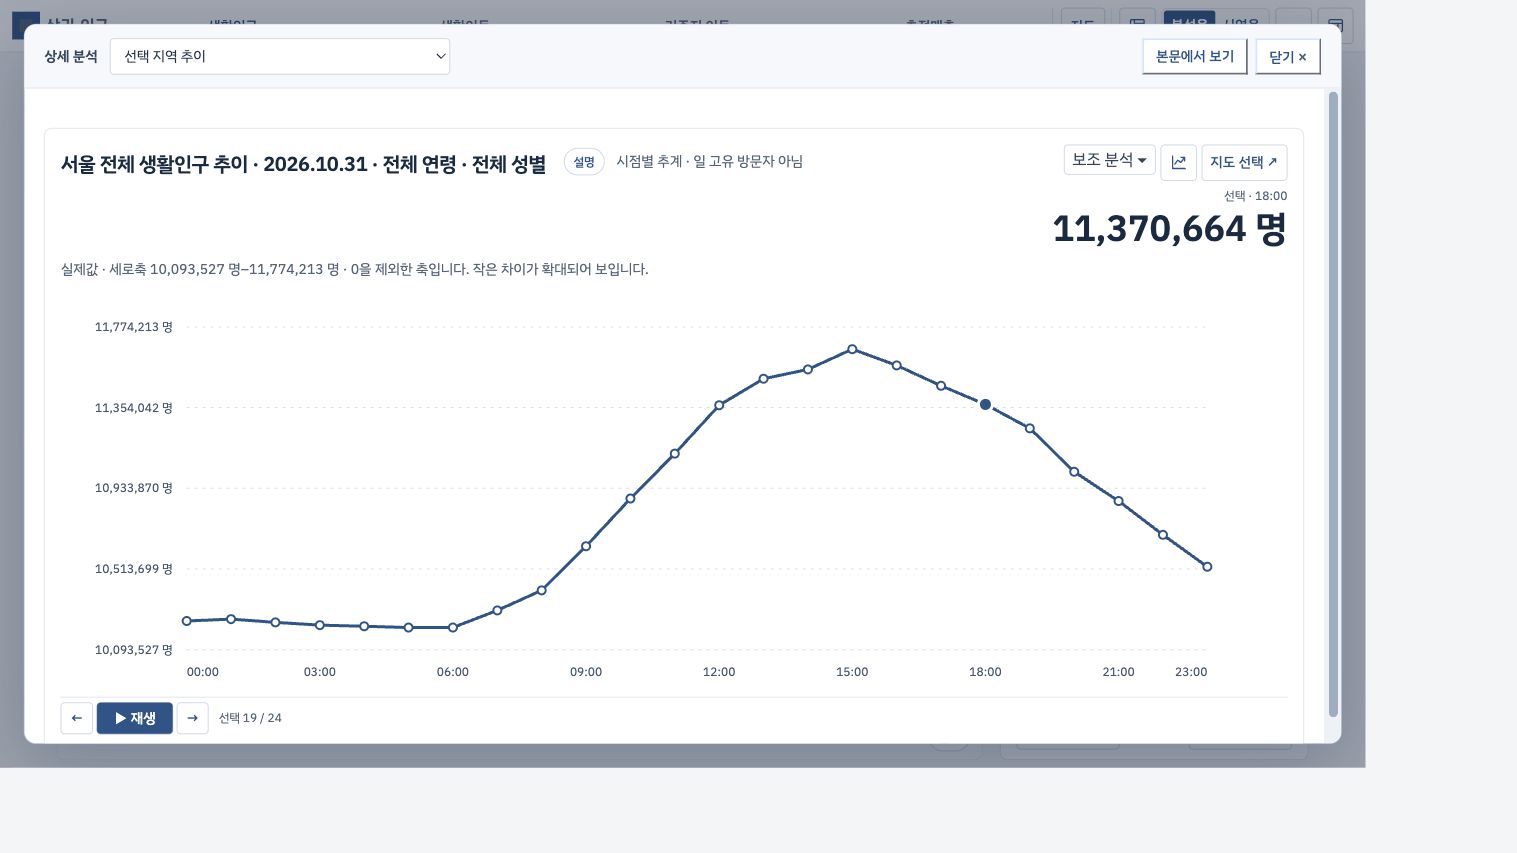 상세 분석
선택 지역 추이
본문에서 보기
닫기 ×
서울 전체 생활인구 추이 · 2026.10.31 · 전체 연령 · 전체 성별
설명
시점별 추계 · 일 고유 방문자 아님
보조 분석
지도 선택 ↗
선택 · 18:00
11,370,664 명
실제값 · 세로축 10,093,527 명–11,774,213 명 · 0을 제외한 축입니다. 작은 차이가 확대되어 보입니다.
11,774,213 명
11,354,042 명
10,933,870 명
10,513,699 명
10,093,527 명
00:00 03:00 06:00 09:00 12:00 15:00 18:00 21:00 23:00
← ▶ 재생 → 선택 19 / 24